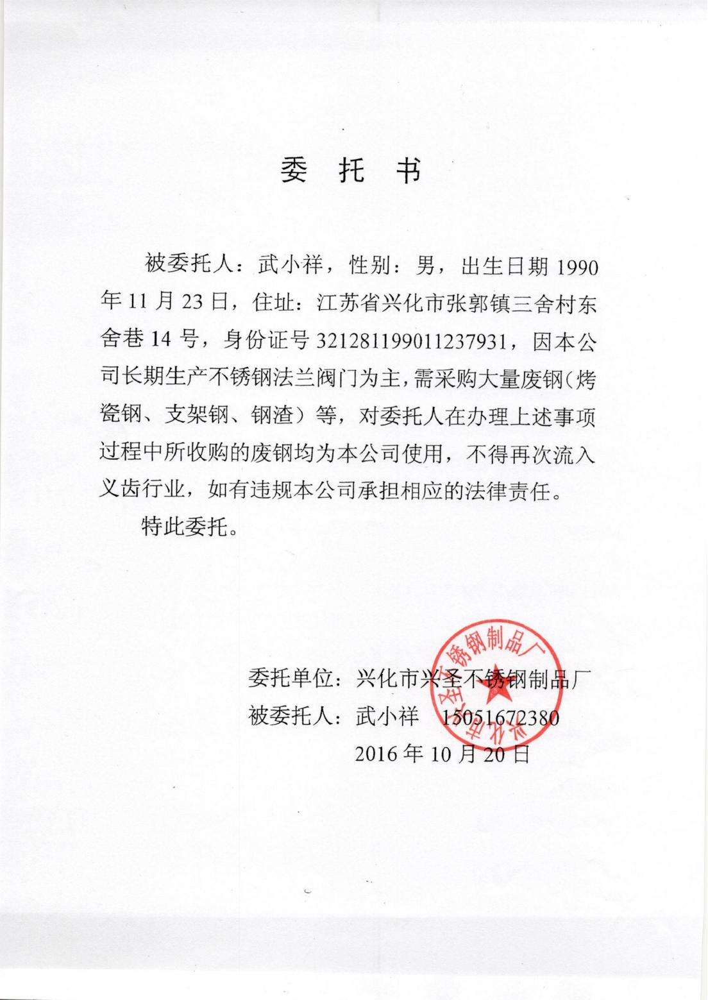 委 托 书
被委托人：武小祥，性别：男，出生日期 1990
年 11 月 23 日，住址：江苏省兴化市张郭镇三舍村东
舍巷 14 号，身份证号 321281199011237931，因本公
司长期生产不锈钢法兰阀门为主，需采购大量废钢（烤
瓷钢、支架钢、钢渣）等，对委托人在办理上述事项
过程中所收购的废钢均为本公司使用，不得再次流入
义齿行业，如有违规本公司承担相应的法律责任。
特此委托。
委托单位：兴化市兴圣不锈钢制品厂
被委托人：武小祥 15051672380
2016 年 10 月 20 日
兴化市兴圣不锈钢制品厂